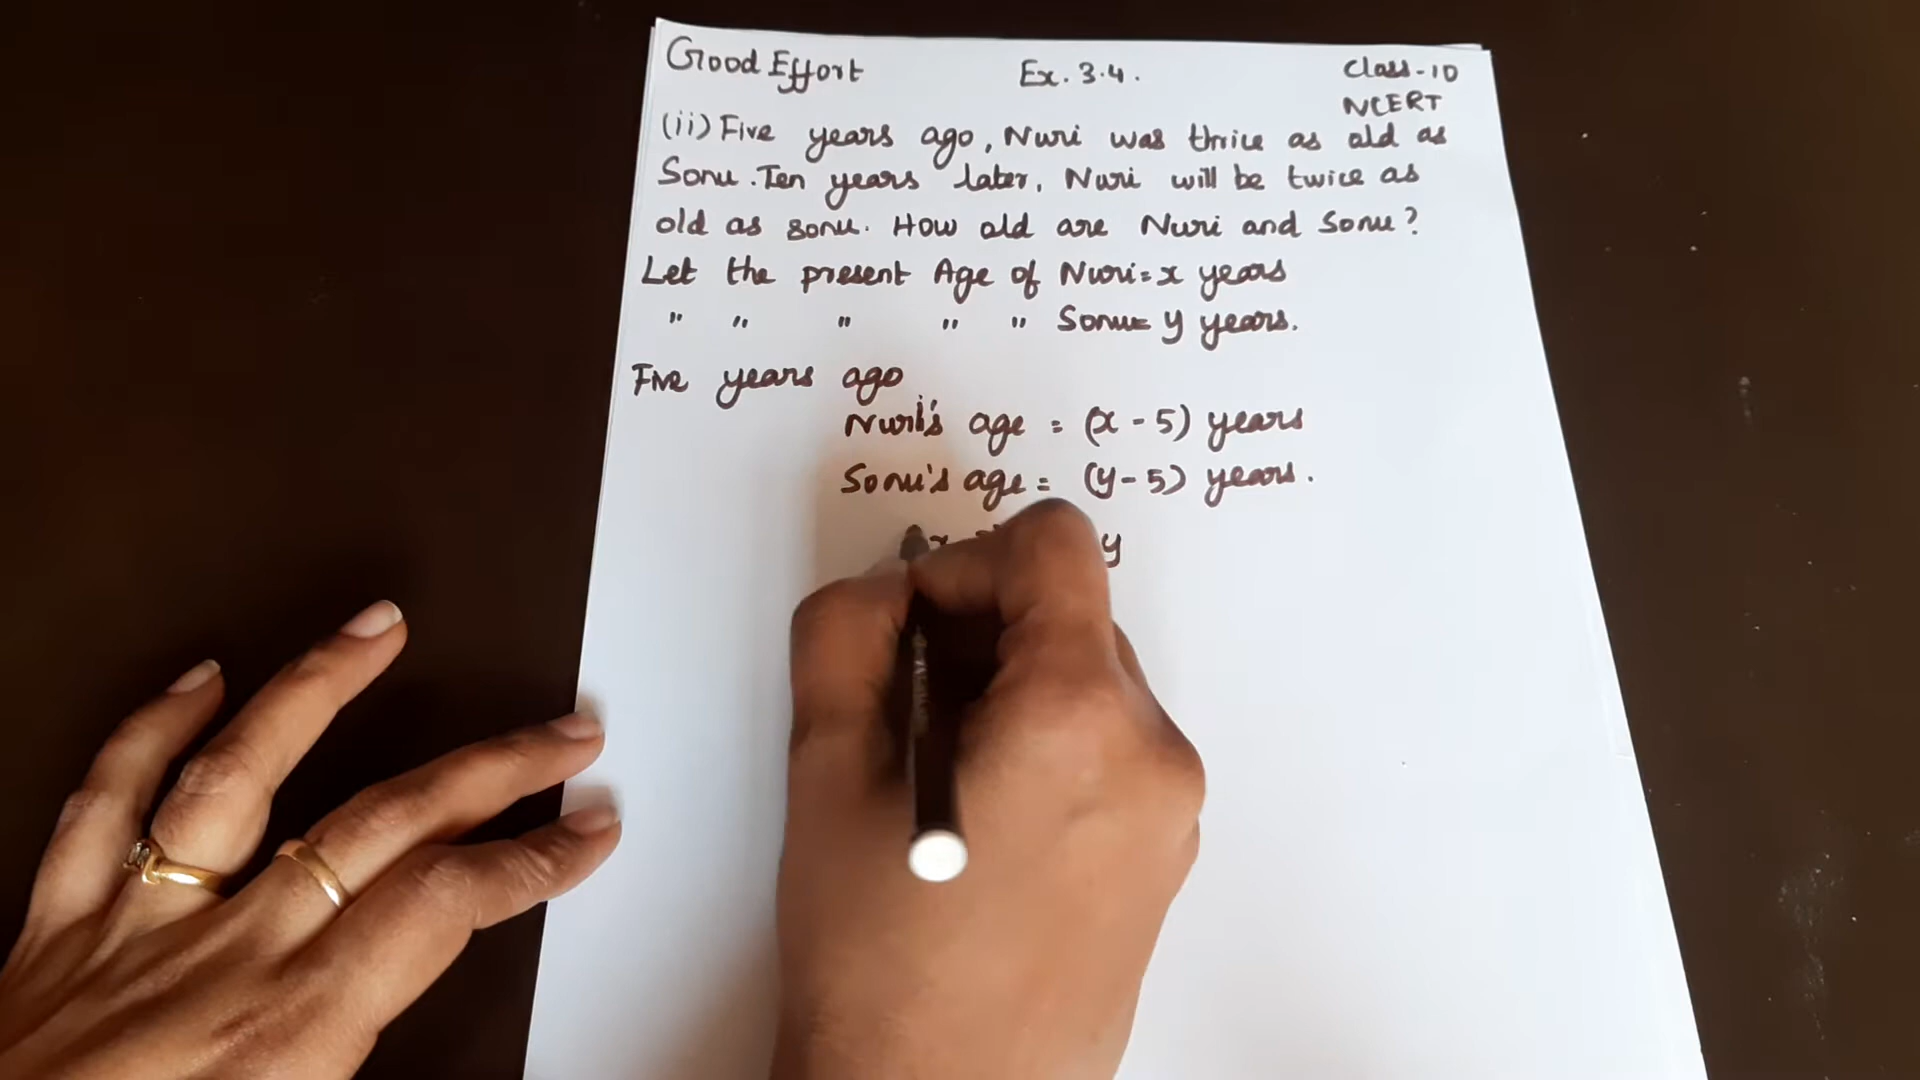 Good Effort Ex. 3.4. Class-10
NCERT
(ii) Five years ago, Nuri was thrice as old as
Sonu. Ten years later, Nuri will be twice as
old as sonu. How old are Nuri and Sonu?
Let the present Age of Nuri = x years
" " " " " Sonu = y years.
Five years ago
Nuri's age = (x - 5) years
Sonu's age = (y - 5) years.
x y